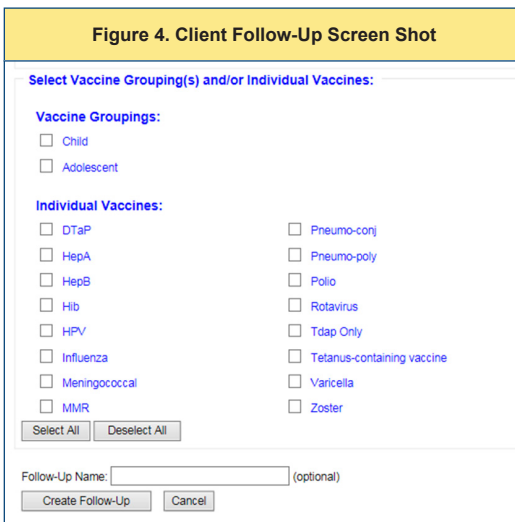 Figure 4. Client Follow-Up Screen Shot
Select Vaccine Grouping(s) and/or Individual Vaccines:
Vaccine Groupings:
Child
Adolescent
Individual Vaccines:
DTaP
HepA
HepB
Hib
HPV
Influenza
Meningococcal
MMR
Pneumo-conj
Pneumo-poly
Polio
Rotavirus
Tdap Only
Tetanus-containing vaccine
Varicella
Zoster
Select All Deselect All
Follow-Up Name: (optional)
Create Follow-Up Cancel